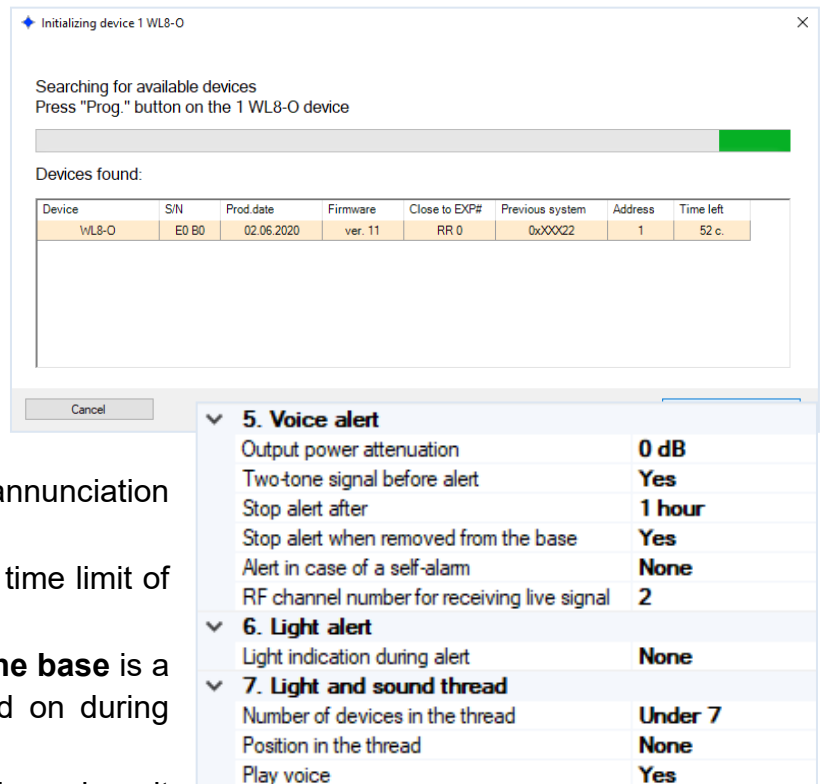 Initializing device 1 WL8-O
Searching for available devices
Press "Prog." button on the 1 WL8-O device
Devices found:
Device S/N Prod.date Firmware Close to EXP# Previous system Address Time left
WL8-O E0 B0 02.06.2020 ver. 11 RR 0 0xXXX22 1 52 c.
Cancel
5. Voice alert
Output power attenuation 0 dB
Two-tone signal before alert Yes
Stop alert after 1 hour
Stop alert when removed from the base Yes
Alert in case of a self-alarm None
RF channel number for receiving live signal 2
6. Light alert
Light indication during alert None
7. Light and sound thread
Number of devices in the thread Under 7
Position in the thread None
Play voice Yes
annunciation
time limit of
base is a
on during